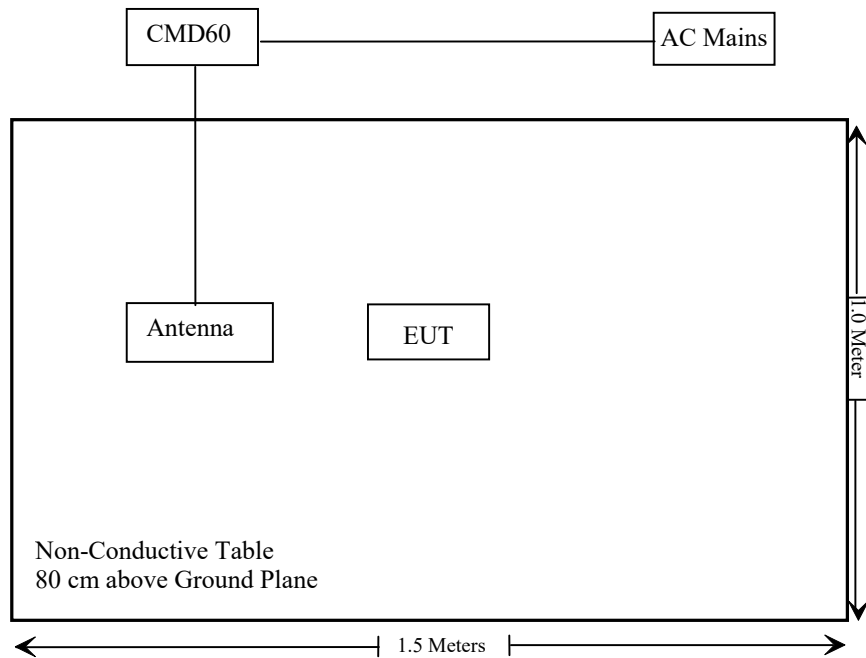 CMD60
AC Mains
Antenna
EUT
1.0 Meter
Non-Conductive Table
80 cm above Ground Plane
1.5 Meters